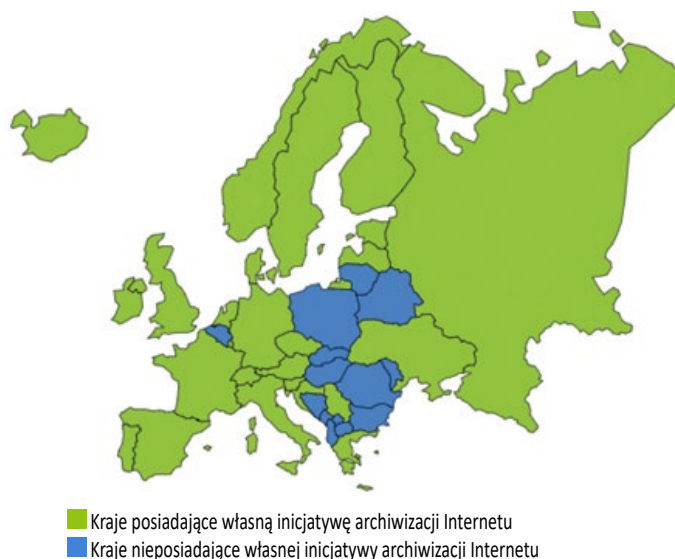 Kraje posiadające własną inicjatywę archiwizacji Internetu
Kraje nieposiadające własnej inicjatywy archiwizacji Internetu